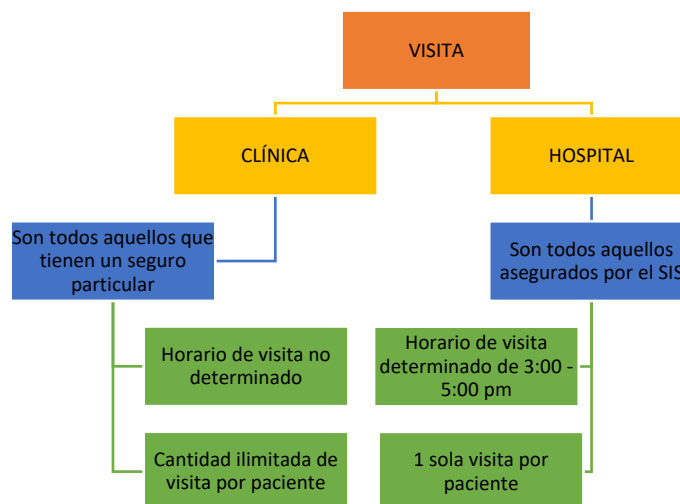 VISITA
CLÍNICA
HOSPITAL
Son todos aquellos que
tienen un seguro
particular
Son todos aquellos
asegurados por el SIS
Horario de visita no
determinado
Horario de visita
determinado de 3:00 -
5:00 pm
Cantidad ilimitada de
visita por paciente
1 sola visita por
paciente